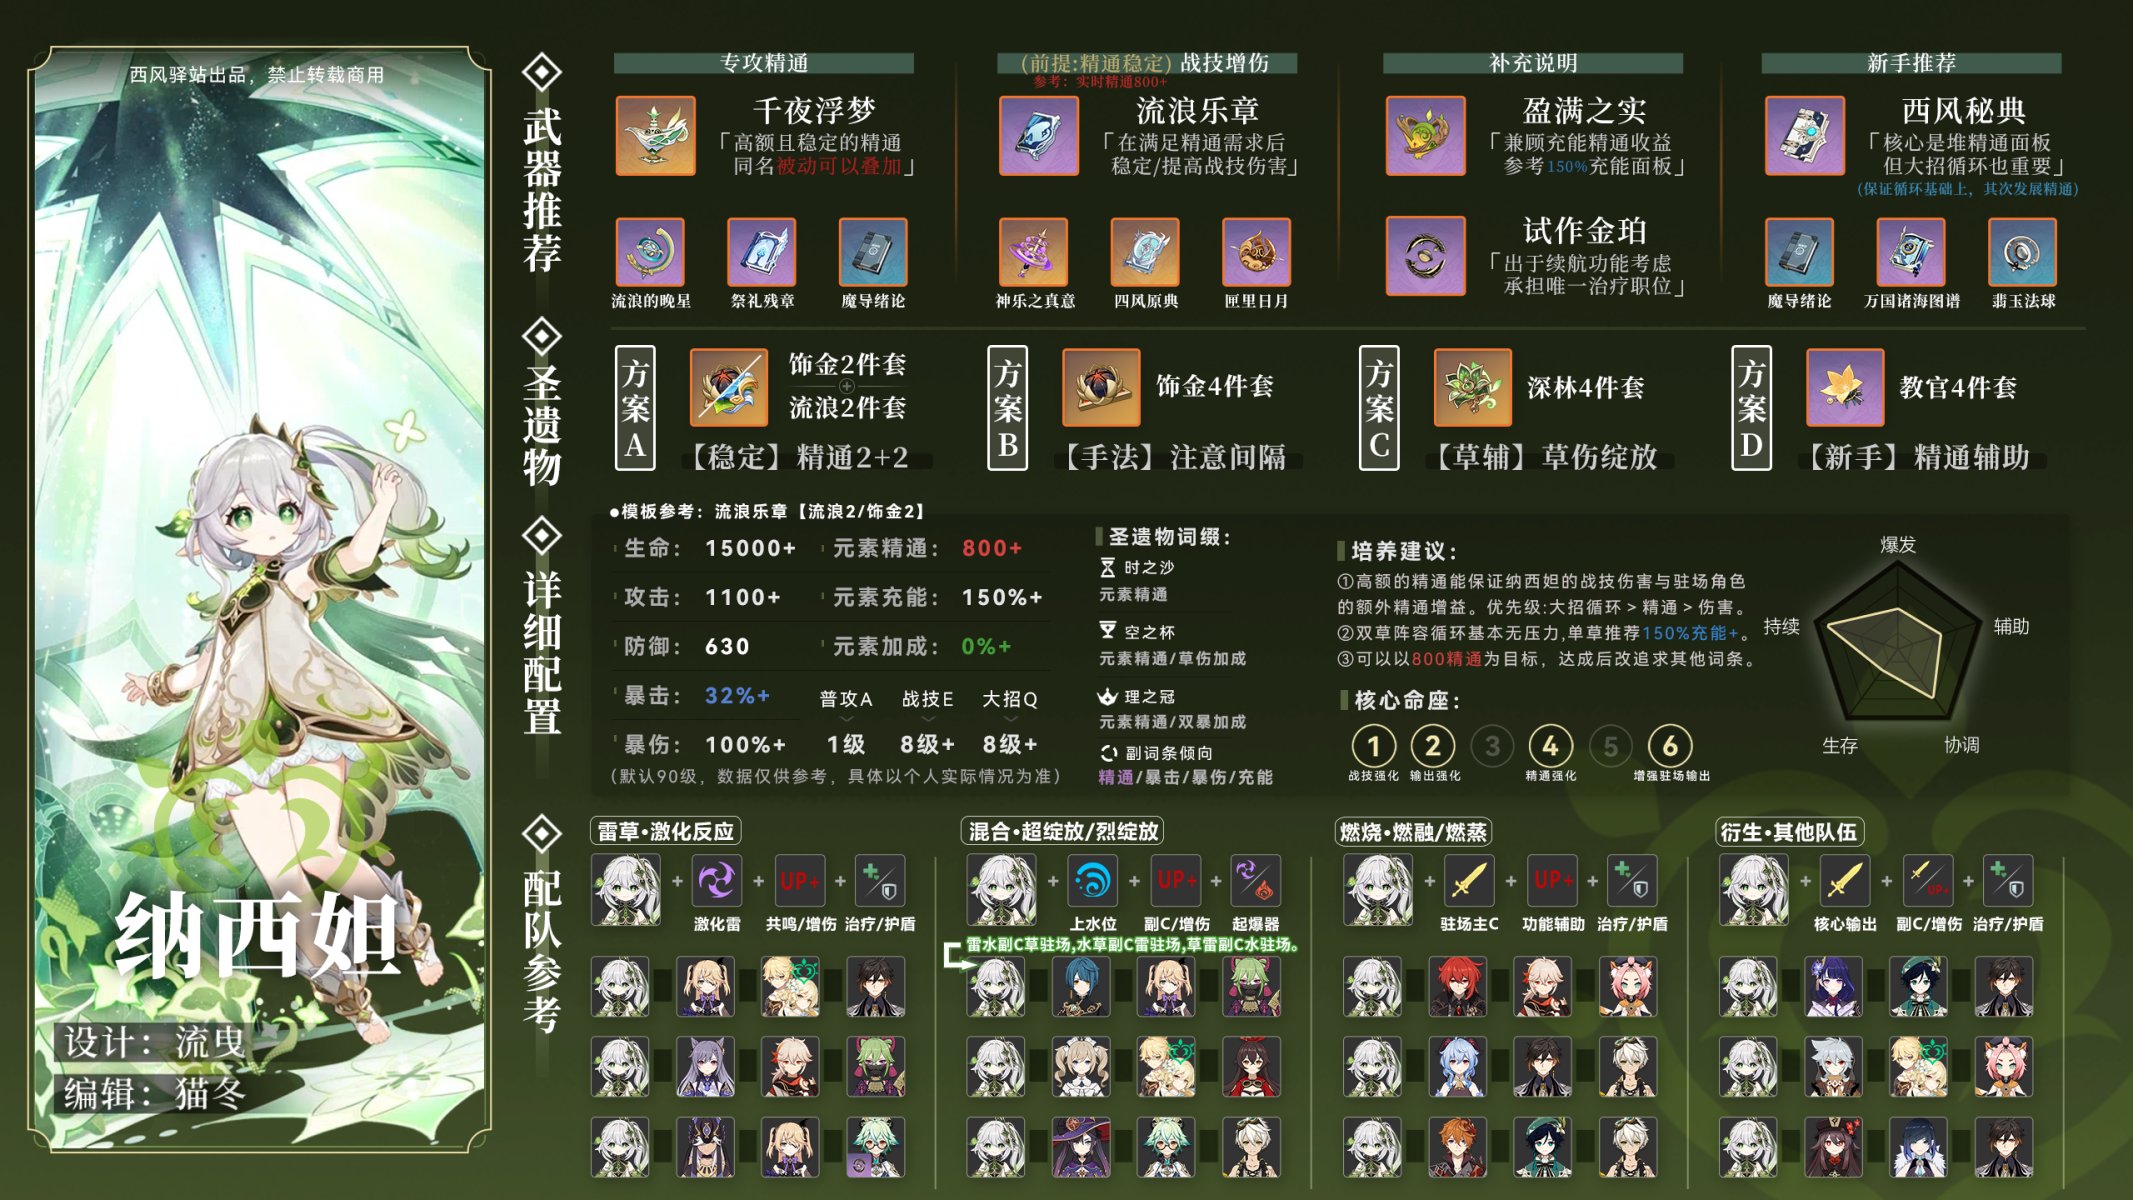 西风驿站出品，禁止转载商用
纳西妲
设计：流曳
编辑：猫冬
武器推荐
专攻精通
千夜浮梦
「高额且稳定的精通
同名被动可以叠加」
流浪的晚星
祭礼残章
魔导绪论
(前提:精通稳定) 战技增伤
参考：实时精通800+
流浪乐章
「在满足精通需求后
稳定/提高战技伤害」
神乐之真意
四风原典
匣里日月
补充说明
盈满之实
「兼顾充能精通收益
参考150%充能面板」
试作金珀
「出于续航功能考虑
承担唯一治疗职位」
新手推荐
西风秘典
「核心是堆精通面板
但大招循环也重要」
(保证循环基础上，其次发展精通)
魔导绪论
万国诸海图谱
翡玉法球
圣遗物
方案A
饰金2件套
流浪2件套
【稳定】精通2+2
方案B
饰金4件套
【手法】注意间隔
方案C
深林4件套
【草辅】草伤绽放
方案D
教官4件套
【新手】精通辅助
详细配置
●模板参考：流浪乐章【流浪2/饰金2】
生命：15000+ 元素精通：800+
攻击：1100+ 元素充能：150%+
防御：630 元素加成：0%+
暴击：32%+ 普攻A 战技E 大招Q
暴伤：100%+ 1级 8级+ 8级+
(默认90级，数据仅供参考，具体以个人实际情况为准)
圣遗物词缀：
时之沙
元素精通
空之杯
元素精通/草伤加成
理之冠
元素精通/双暴加成
副词条倾向
精通/暴击/暴伤/充能
培养建议：
①高额的精通能保证纳西妲的战技伤害与驻场角色
的额外精通增益。优先级:大招循环＞精通＞伤害。
②双草阵容循环基本无压力,单草推荐150%充能+。
③可以以800精通为目标，达成后改追求其他词条。
核心命座：
1 2 3 4 5 6
战技强化 输出强化 精通强化 增强驻场输出
爆发
持续
辅助
生存
协调
配队参考
雷草·激化反应
+ + UP+ +
激化雷 共鸣/增伤 治疗/护盾
混合·超绽放/烈绽放
+ + UP+ +
上水位 副C/增伤 起爆器
雷水副C草驻场,水草副C雷驻场,草雷副C水驻场。
燃烧·燃融/燃蒸
+ + UP+ +
驻场主C 功能辅助 治疗/护盾
衍生·其他队伍
+ + UP+ +
核心输出 副C/增伤 治疗/护盾